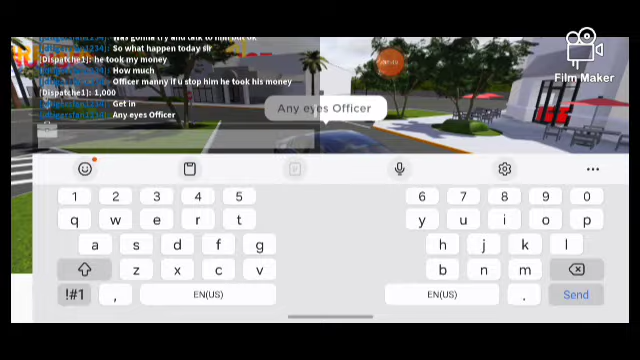 Was gonna try and talk to him but ok
So what happen today sir
[Dispatche1]: he took my money
How much
Officer manny if u stop him he took his money
[Dispatche1]: 1,000
Get in
Any eyes Officer
Any eyes Officer
Film Maker
1 2 3 4 5 6 7 8 9 0
q w e r t y u i o p
a s d f g h j k l
z x c v b n m
!#1 , EN(US) EN(US) . Send